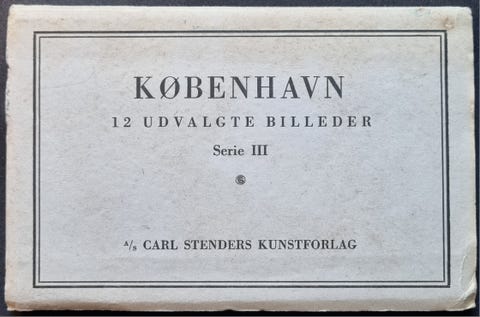 KØBENHAVN
12 UDVALGTE BILLEDER
Serie III
A/s CARL STENDERS KUNSTFORLAG